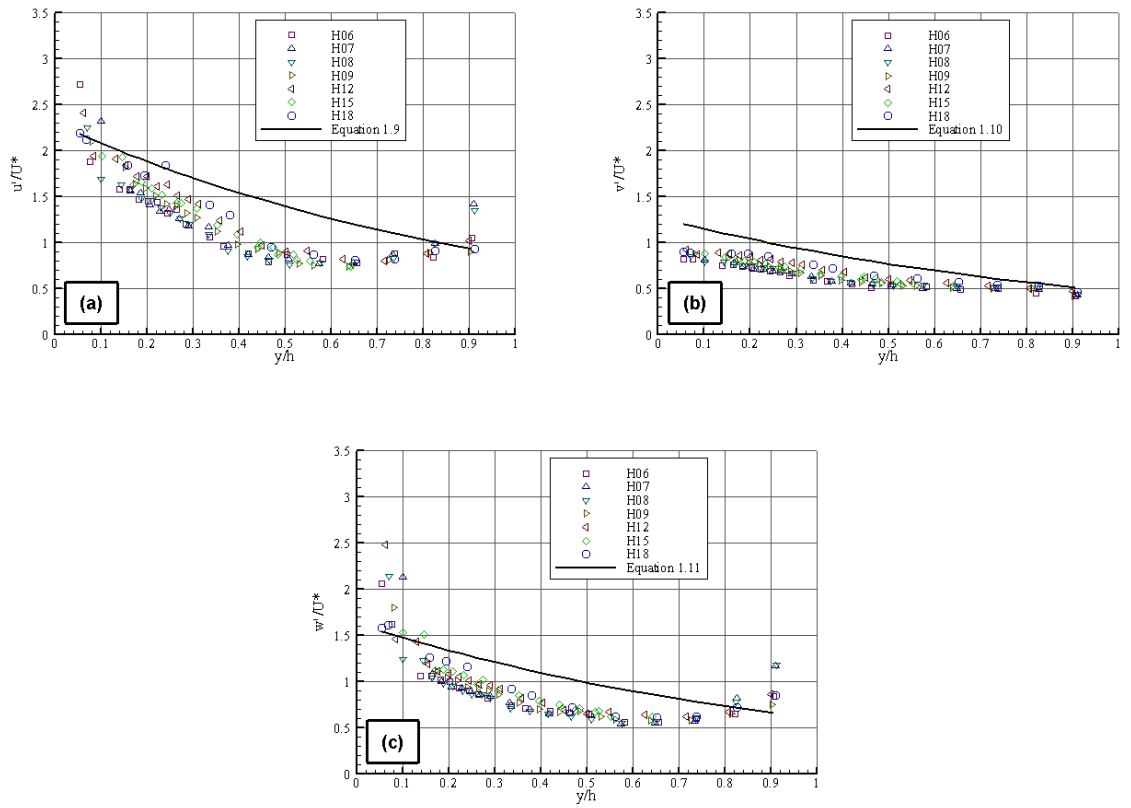 3.5
3
2.5
2
1.5
1
0.5
0
u'/U*
H06
H07
H08
H09
H12
H15
H18
Equation 1.9
(a)
0 0.1 0.2 0.3 0.4 0.5 0.6 0.7 0.8 0.9 1
y/h
3.5
3
2.5
2
1.5
1
0.5
0
v'/U*
H06
H07
H08
H09
H12
H15
H18
Equation 1.10
(b)
0 0.1 0.2 0.3 0.4 0.5 0.6 0.7 0.8 0.9 1
y/h
3.5
3
2.5
2
1.5
1
0.5
0
w'/U*
H06
H07
H08
H09
H12
H15
H18
Equation 1.11
(c)
0 0.1 0.2 0.3 0.4 0.5 0.6 0.7 0.8 0.9 1
y/h